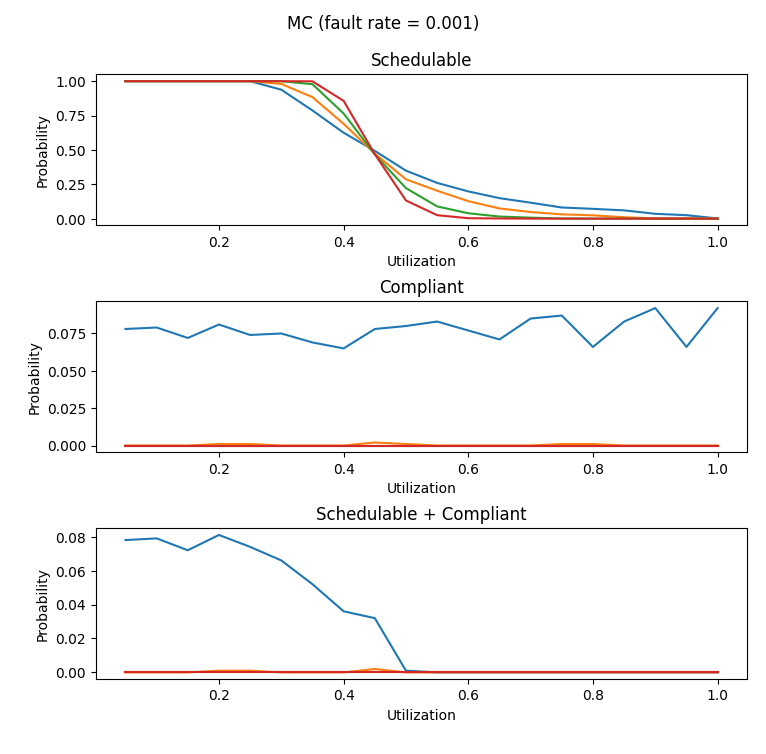 MC (fault rate = 0.001)
Schedulable
1.00
0.75
0.50
0.25
0.00
Probability
0.2 0.4 0.6 0.8 1.0
Utilization
Compliant
0.075
0.050
0.025
0.000
Probability
0.2 0.4 0.6 0.8 1.0
Utilization
Schedulable + Compliant
0.08
0.06
0.04
0.02
0.00
Probability
0.2 0.4 0.6 0.8 1.0
Utilization